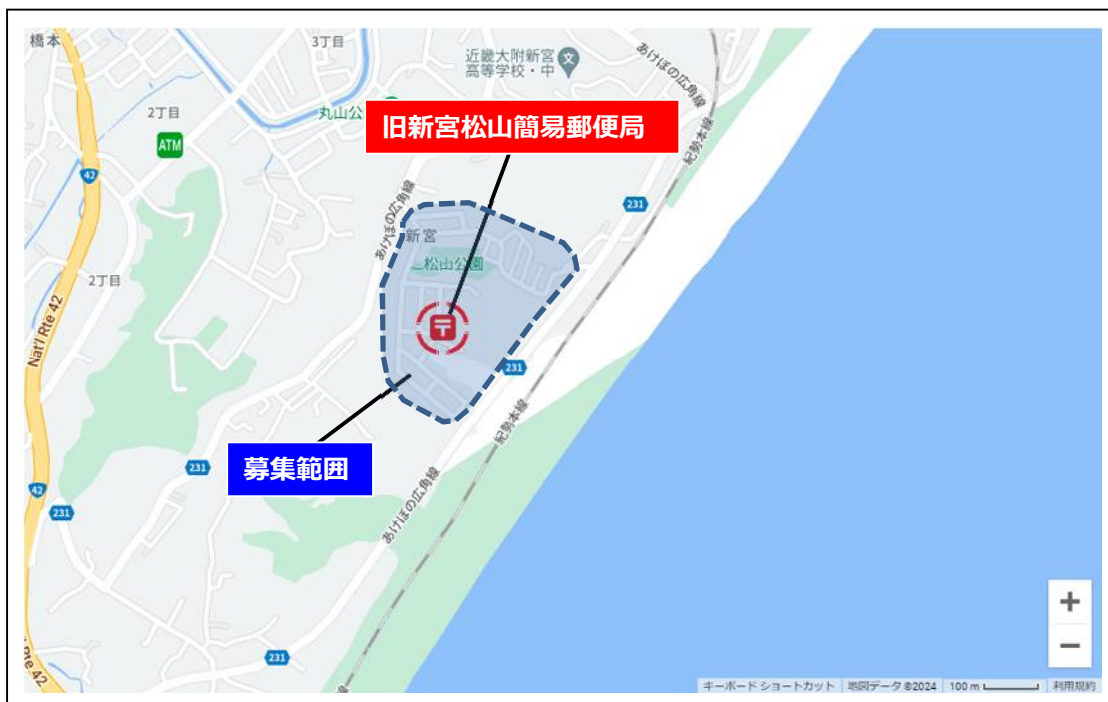 橋本
3丁目
近畿大附新宮
高等学校・中
文
あけぼの広角線
2丁目
丸山公
旧新宮松山簡易郵便局
ATM
紀勢本線
42
231
あけぼの広角線
新宮
松山公園
2丁目
〒
Nat'l Rte 42
231
紀勢本線
募集範囲
231
42
231
あけぼの広角線
+
−
231
Rte 42
線
キーボード ショートカット
地図データ ©2024
100 m
利用規約